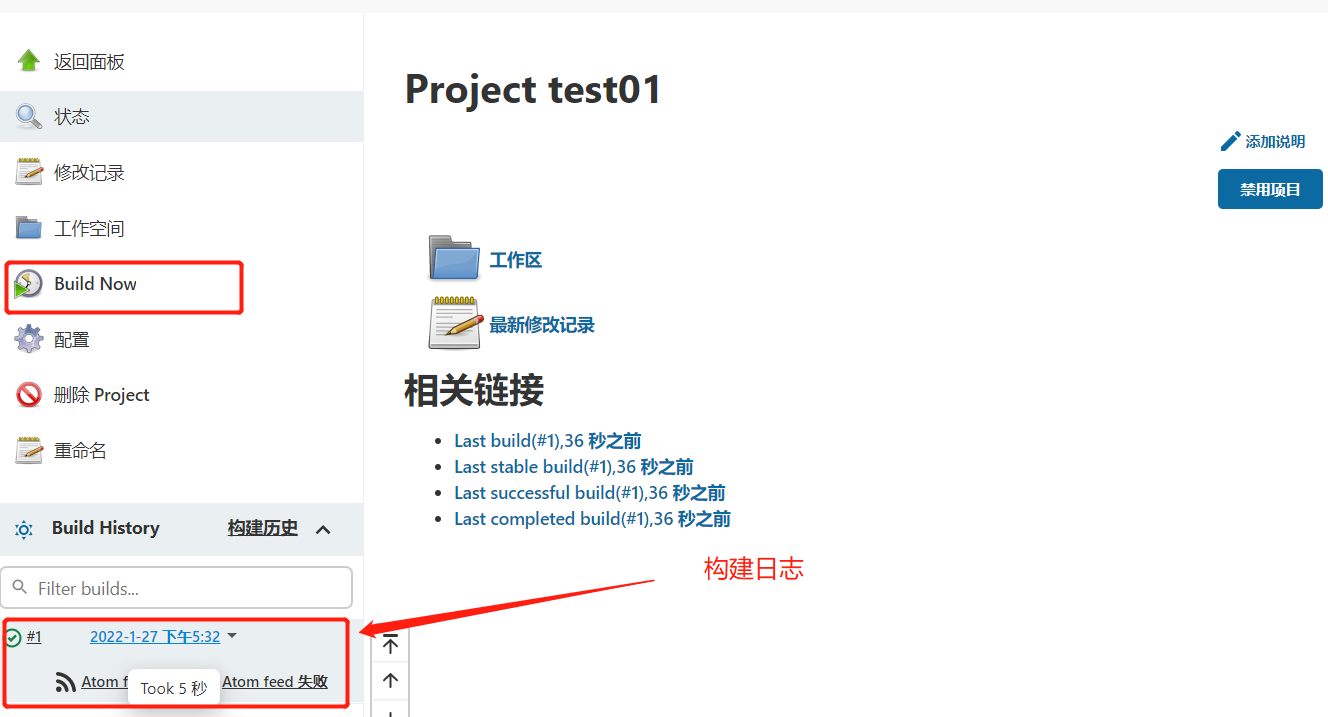 返回面板
状态
修改记录
工作空间
Build Now
配置
删除 Project
重命名
Build History 构建历史
Filter builds...
#1 2022-1-27 下午5:32
Atom f
Took 5 秒
Atom feed 失败
Project test01
添加说明
禁用项目
工作区
最新修改记录
相关链接
Last build(#1),36 秒之前
Last stable build(#1),36 秒之前
Last successful build(#1),36 秒之前
Last completed build(#1),36 秒之前
构建日志